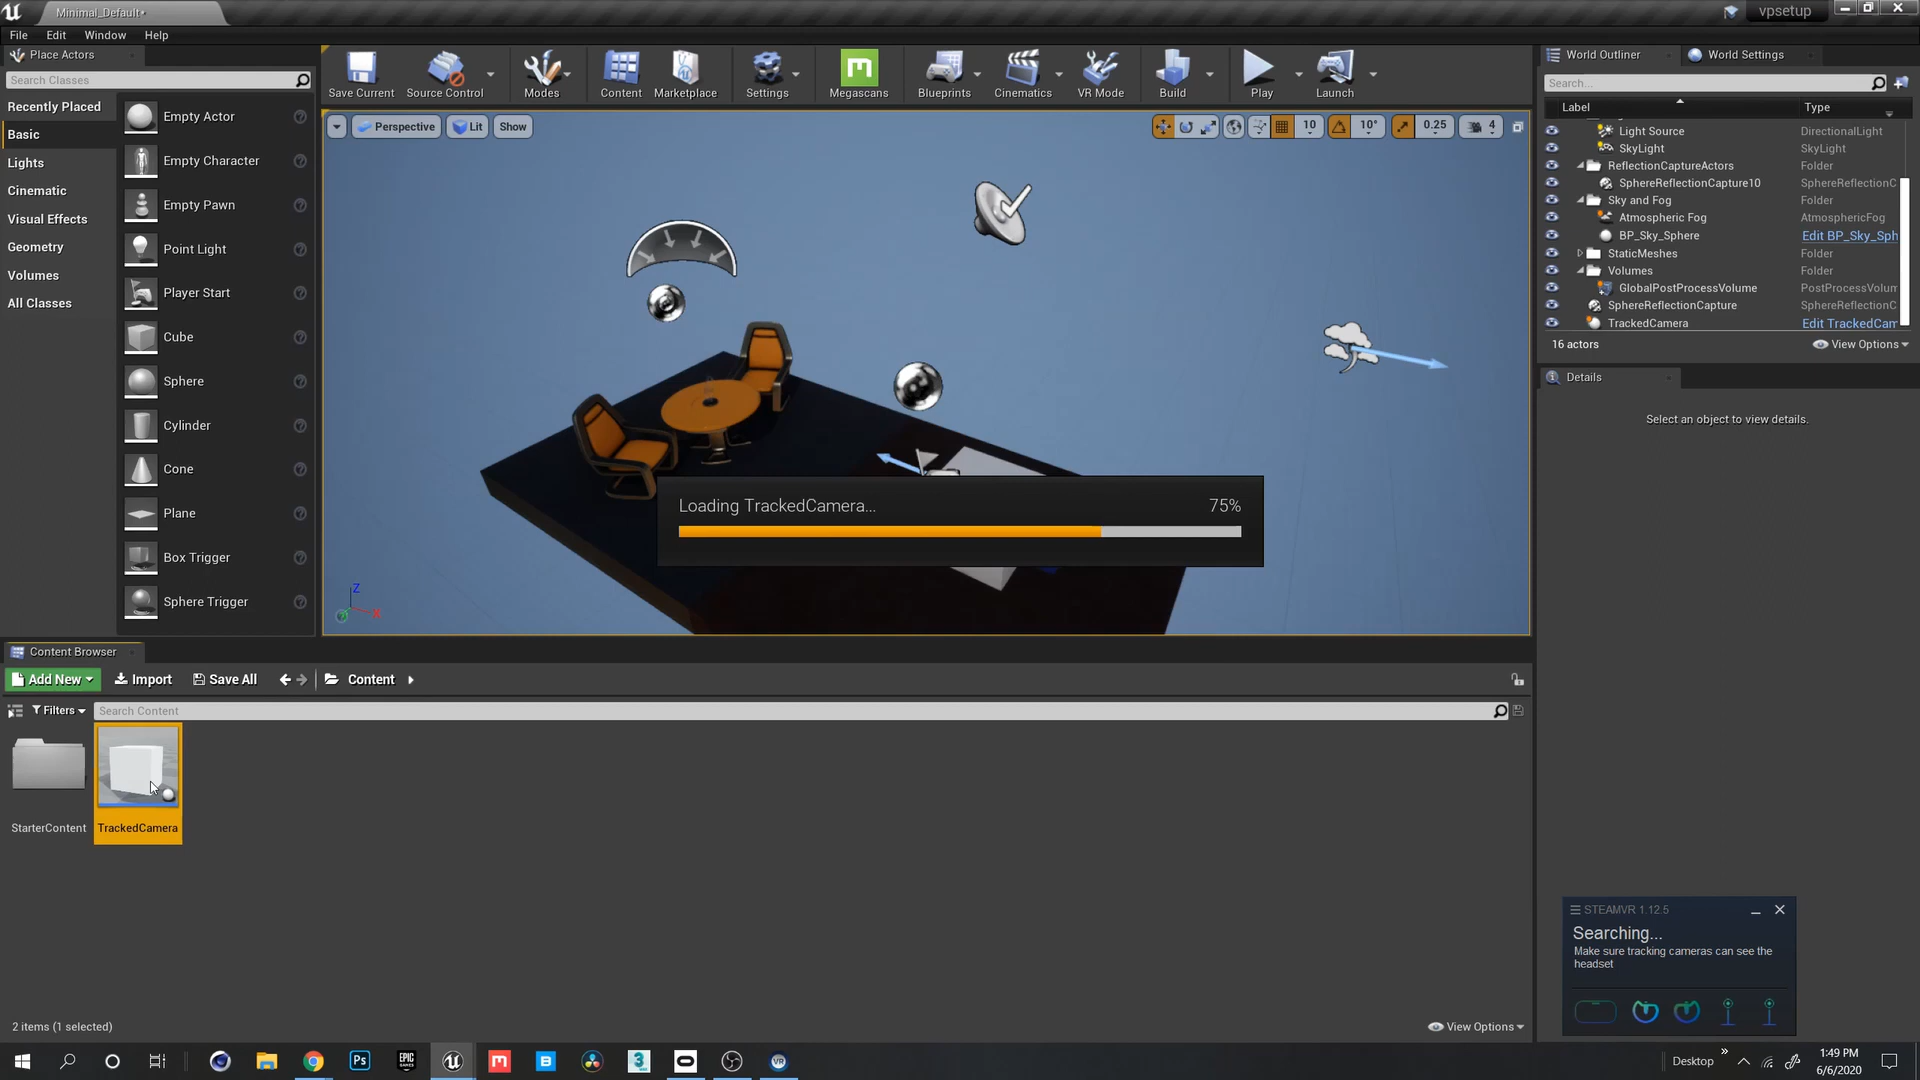 Minimal_Default*
vpsetup
File Edit Window Help
Place Actors
Search Classes
Recently Placed
Basic
Lights
Cinematic
Visual Effects
Geometry
Volumes
All Classes
Empty Actor
Empty Character
Empty Pawn
Point Light
Player Start
Cube
Sphere
Cylinder
Cone
Plane
Box Trigger
Sphere Trigger
Save Current
Source Control
Modes
Content
Marketplace
Settings
Megascans
Blueprints
Cinematics
VR Mode
Build
Play
Launch
Perspective
Lit
Show
10
10°
0.25
4
Loading TrackedCamera...
75%
Z
X
World Outliner
World Settings
Search...
Label
Type
Light Source DirectionalLight
SkyLight SkyLight
ReflectionCaptureActors Folder
SphereReflectionCapture10 SphereReflectionC
Sky and Fog Folder
Atmospheric Fog AtmosphericFog
BP_Sky_Sphere Edit BP_Sky_Sph
StaticMeshes Folder
Volumes Folder
GlobalPostProcessVolume PostProcessVolum
SphereReflectionCapture SphereReflectionC
TrackedCamera Edit TrackedCam
16 actors
View Options
Details
Select an object to view details.
Content Browser
Add New
Import
Save All
Content
Filters
Search Content
StarterContent
TrackedCamera
2 items (1 selected)
View Options
STEAMVR 1.12.5
Searching...
Make sure tracking cameras can see the
headset
Ps
EPIC
GAMES
M
B
3
VR
Desktop
1:49 PM
6/6/2020